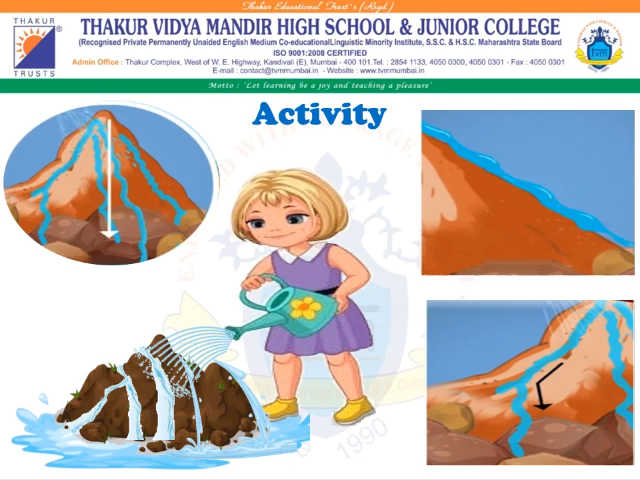 Thakur Educational Trust's (Regd.)
THAKUR
TRUSTS
THAKUR VIDYA MANDIR HIGH SCHOOL & JUNIOR COLLEGE
(Recognised Private Permanently Unaided English Medium Co-educationalLinguistic Minority Institute, S.S.C. & H.S.C. Maharashtra State Board
ISO 9001:2008 CERTIFIED
Admin Office : Thakur Complex, West of W. E. Highway, Kandivali (E), Mumbai - 400 101.Tel. : 2854 1133, 4050 0300, 4050 0301 - Fax : 4050 0301
E-mail : contact@tvmmumbai.in - Website : www.tvmmumbai.in
Motto : 'Let learning be a joy and teaching a pleasure'
Activity
1990